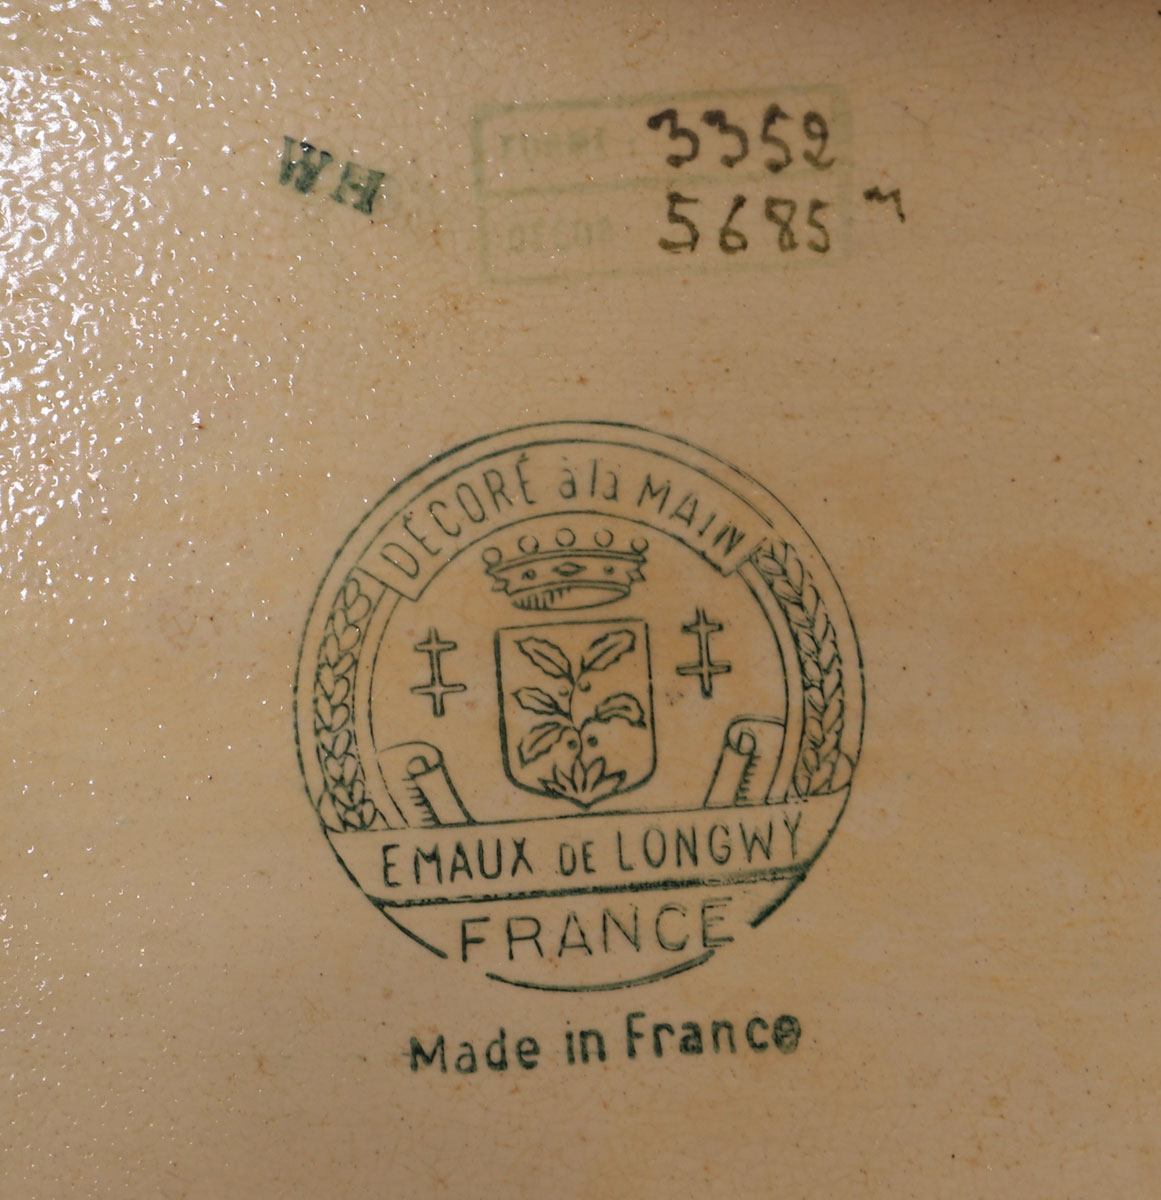 WH
3352
5685 m
DÉCORÉ à la MAIN
EMAUX DE LONGWY
FRANCE
Made in France